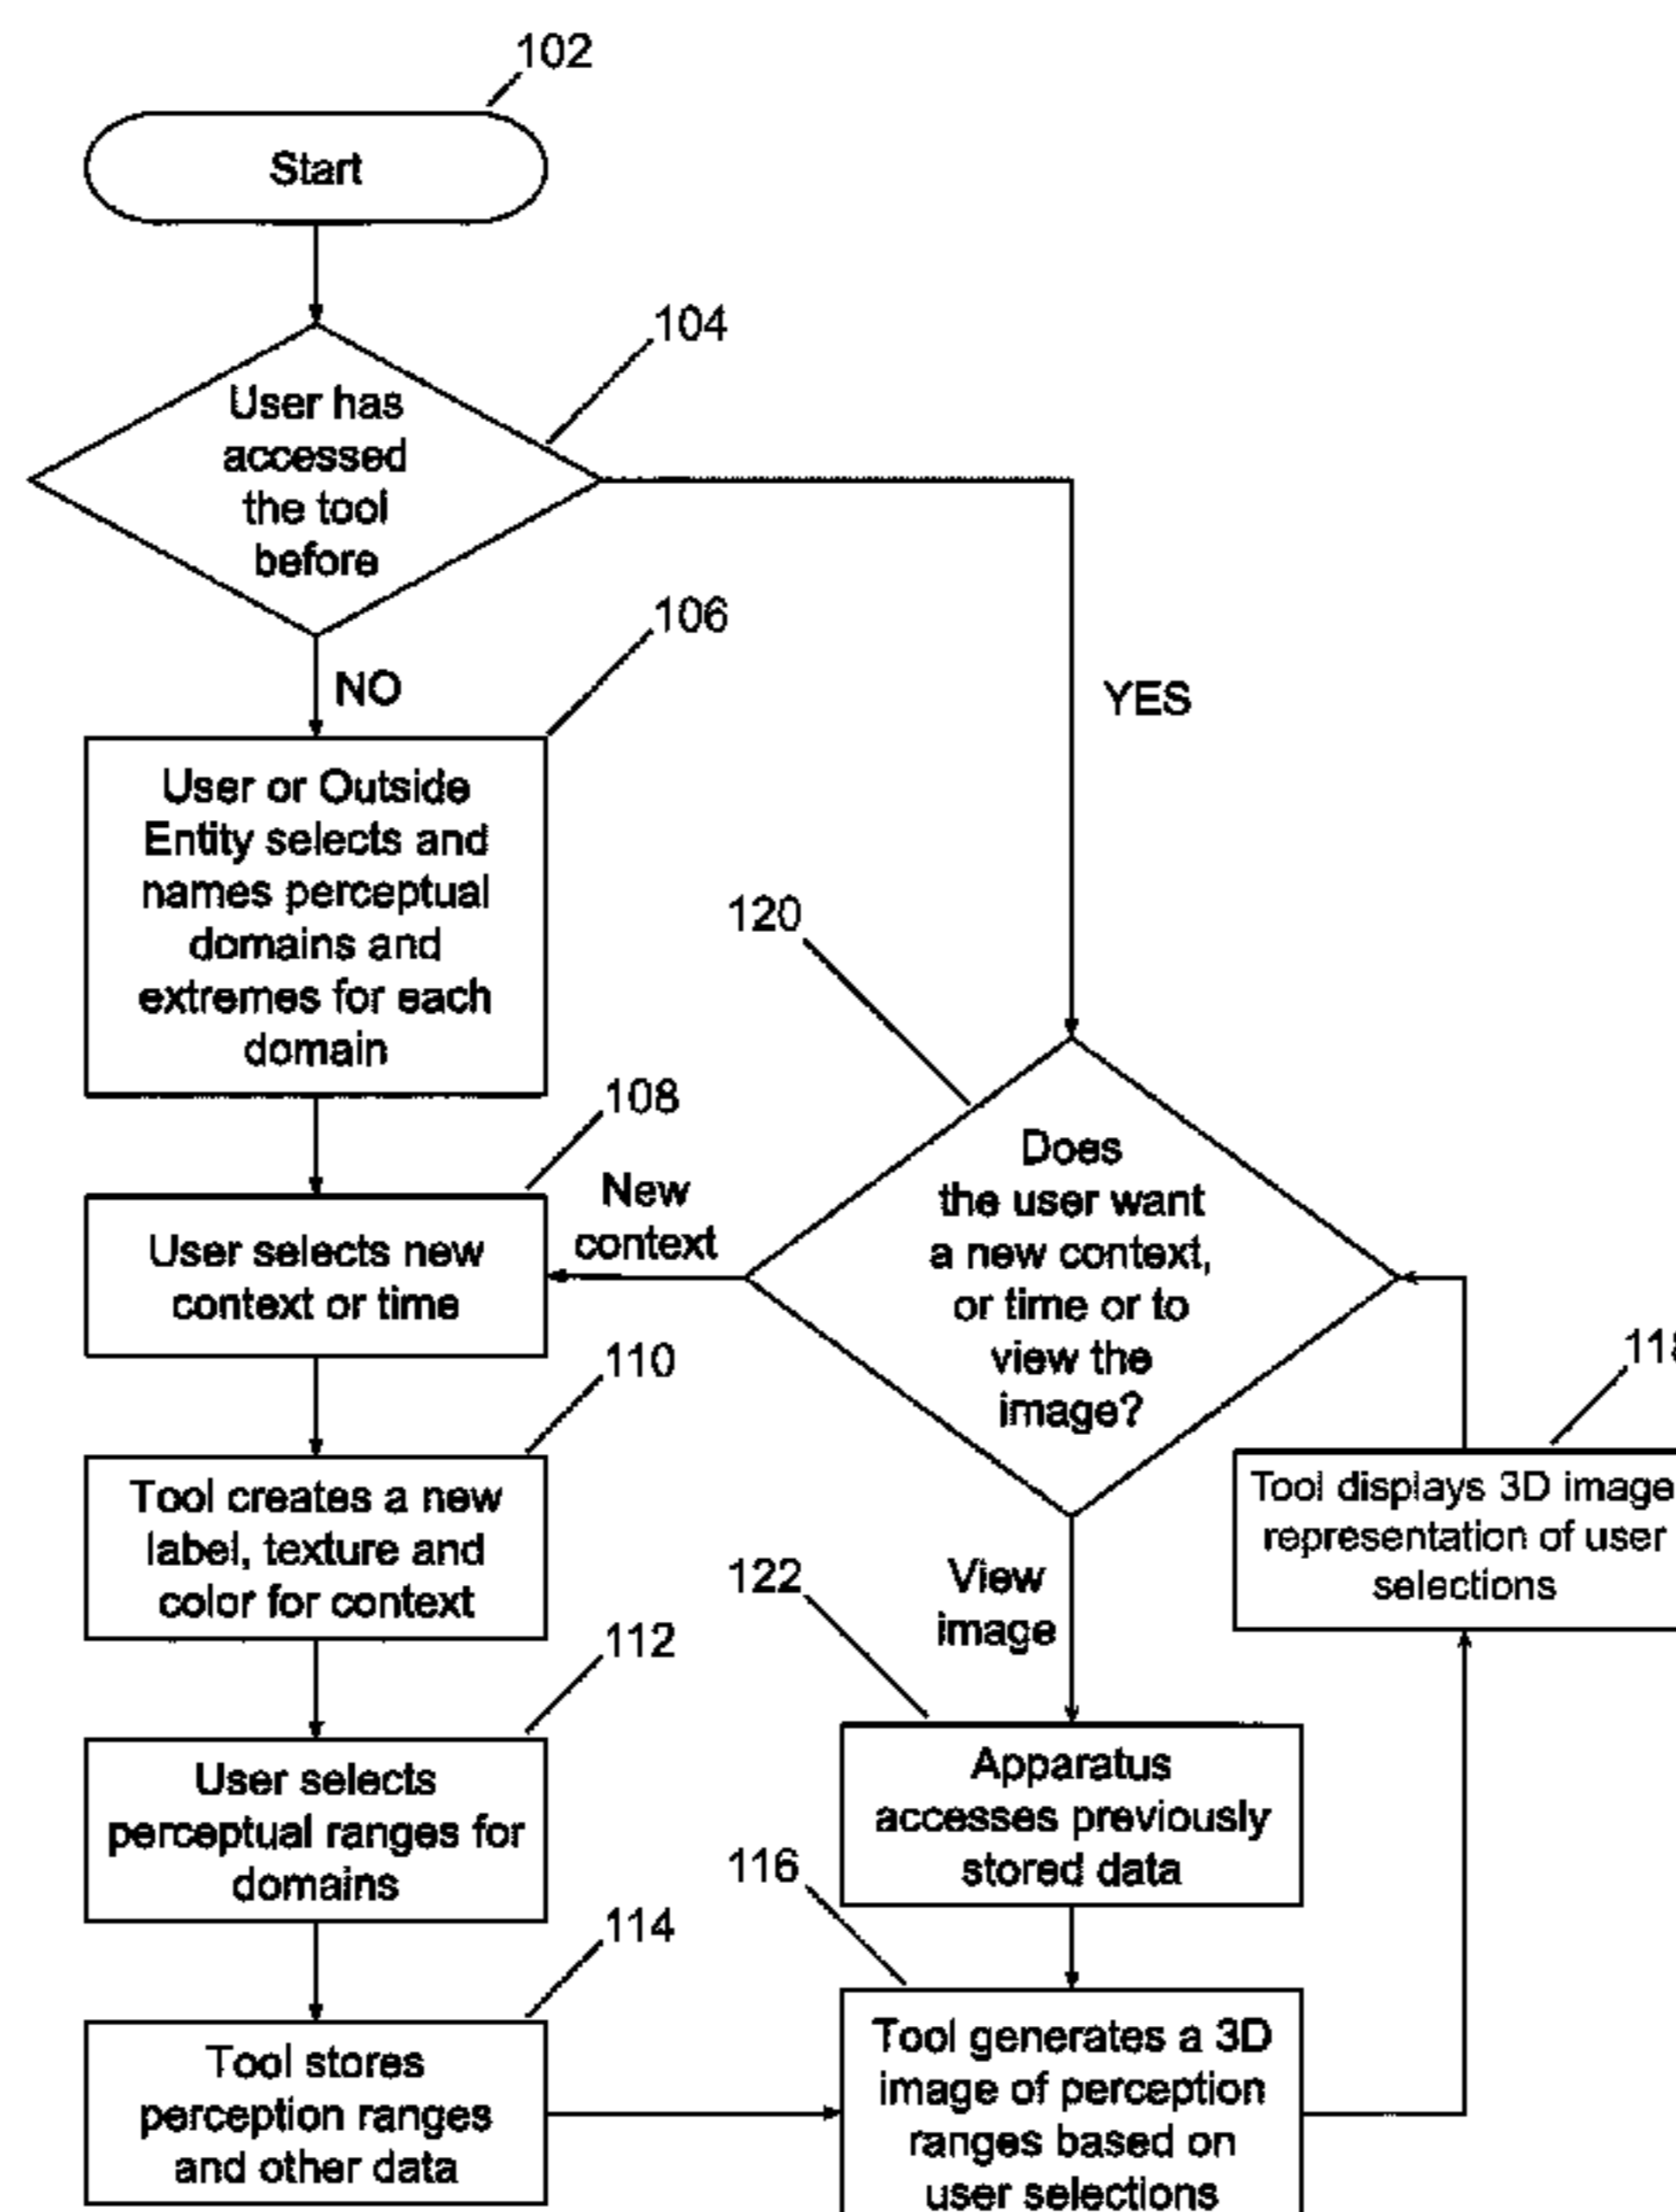 102
Start
104
User has
accessed
the tool
before
106
NO
YES
User or Outside
Entity selects and
names perceptual
domains and
extremes for each
domain
120
108
New
context
User selects new
context or time
Does
the user want
a new context,
or time or to
view the
image?
110
Tool creates a new
label, texture and
color for context
118
Tool displays 3D image
representation of user
selections
122
View
image
112
User selects
perceptual ranges for
domains
Apparatus
accesses previously
stored data
116
114
Tool stores
perception ranges
and other data
Tool generates a 3D
image of perception
ranges based on
user selections